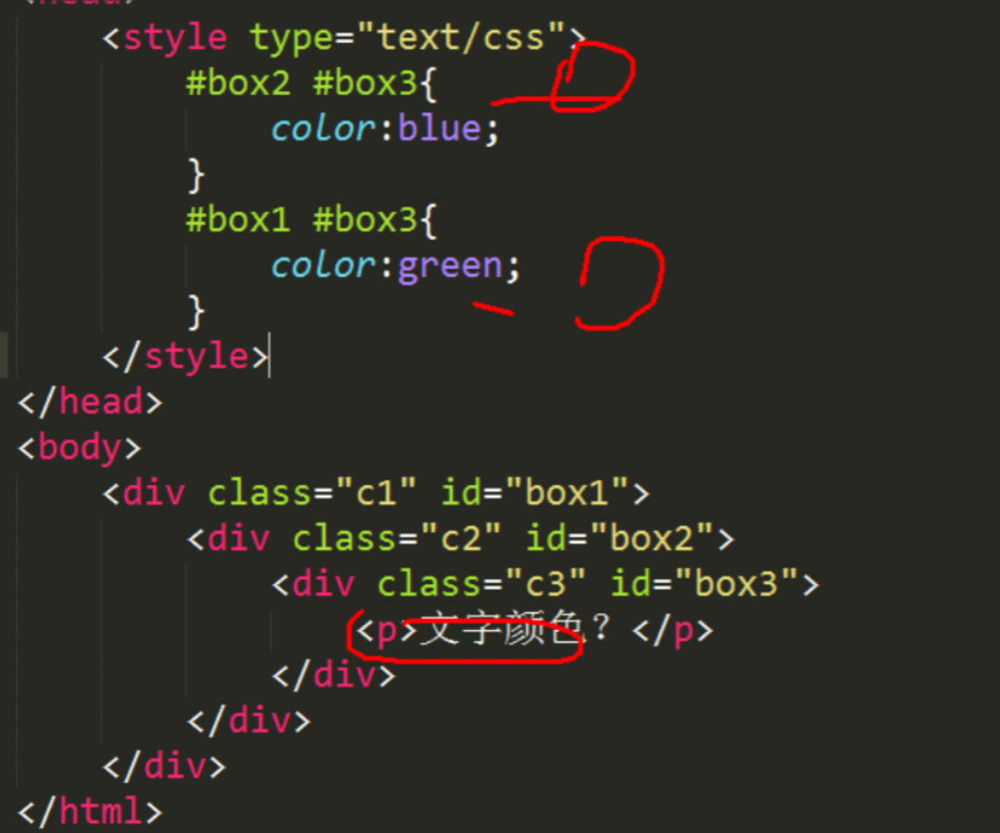 <style type="text/css">
#box2 #box3{
color:blue;
}
#box1 #box3{
color:green;
}
</style>
</head>
<body>
<div class="c1" id="box1">
<div class="c2" id="box2">
<div class="c3" id="box3">
<p>文字颜色? </p>
</div>
</div>
</div>
</html>